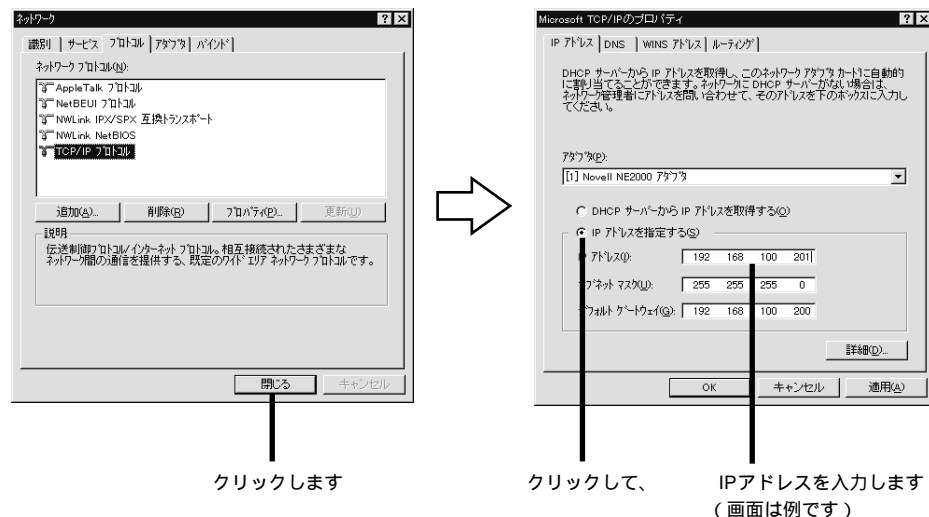 ネットワーク
識別 サービス プロトコル アダプタ バインド
ネットワーク プロトコル(N):
AppleTalk プロトコル
NetBEUI プロトコル
NWLink IPX/SPX 互換トランスポート
NWLink NetBIOS
TCP/IP プロトコル
追加(A)... 削除(R) プロパティ(P)... 更新(U)
説明
伝送制御プロトコル/インターネット プロトコル。相互接続されたさまざまな
ネットワーク間の通信を提供する、既定のワイド エリア ネットワーク プロトコルです。
閉じる キャンセル
クリックします
Microsoft TCP/IPのプロパティ
IP アドレス DNS WINS アドレス ルーティング
DHCP サーバーから IP アドレスを取得し、このネットワーク アダプタ カードに自動的
に割り当てることができます。ネットワークに DHCP サーバーがない場合は、
ネットワーク管理者にアドレスを問い合わせて、そのアドレスを下のボックスに入力し
てください。
アダプタ(P):
[1] Novell NE2000 アダプタ
DHCP サーバーから IP アドレスを取得する(O)
IP アドレスを指定する(S)
アドレス(I): 192 168 100 201
ブネット マスク(U): 255 255 255 0
フォルト ゲートウェイ(G): 192 168 100 200
詳細(D)...
OK キャンセル 適用(A)
クリックして、 IPアドレスを入力します
(画面は例です)